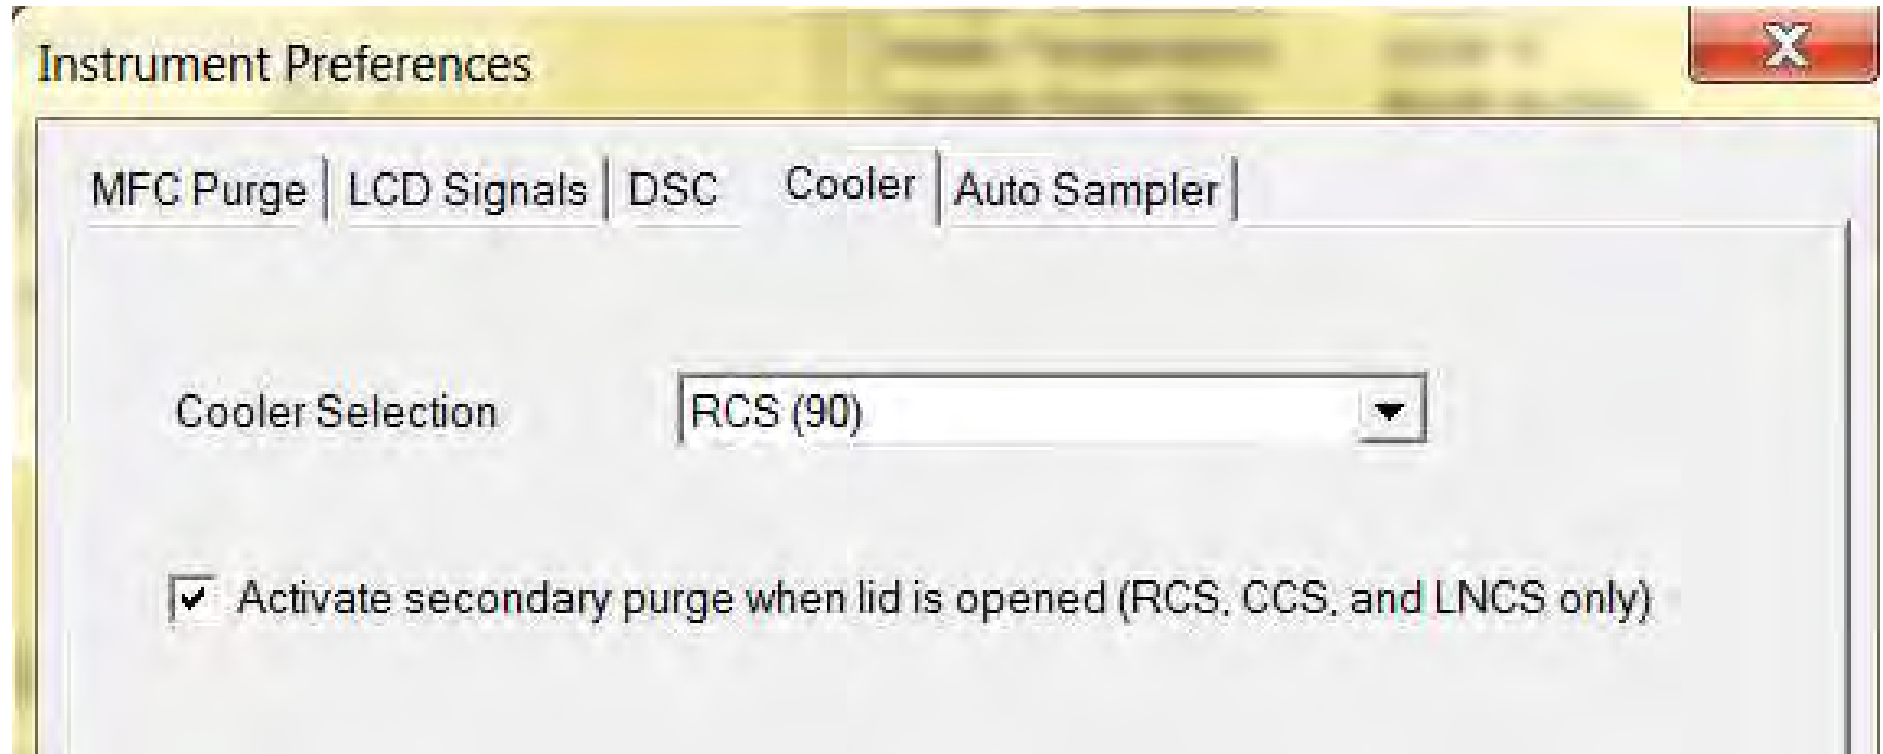 Instrument Preferences
MFC Purge LCD Signals DSC Cooler Auto Sampler
Cooler Selection RCS (90)
Activate secondary purge when lid is opened (RCS, CCS, and LNCS only)